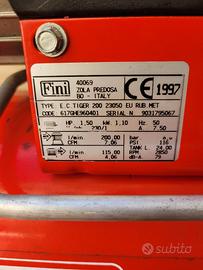 Fini
40069
ZOLA PREDOSA
BO - ITALY
CE 1997
TYPE E.C.TIGER 200 23050 EU RUB.MET
CODE 617GHE960401 SERIAL N 9031795067
HP 1,50 kW 1,10 Hz 50
230/1 A 7,50
l/min 200,00 bar
CFM 7,06 PSI 116
TANK L 24,00
l/min 115,00 RPM 2850
CFM 4,06 dB-A 79
subito